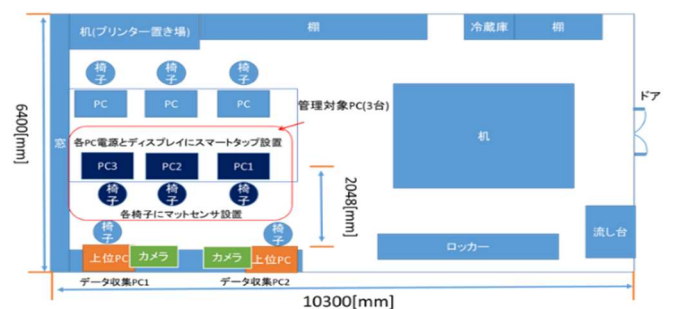 机(プリンター置き場)
棚
冷蔵庫
棚
椅子
椅子
椅子
PC
PC
PC
管理対象PC(3台)
ドア
6400[mm]
窓
各PC電源とディスプレイにスマートタップ設置
机
PC3
PC2
PC1
椅子
椅子
椅子
各椅子にマットセンサ設置
2048[mm]
椅子
椅子
流し台
ロッカー
上位PC
カメラ
カメラ
上位PC
データ収集PC1
データ収集PC2
10300[mm]